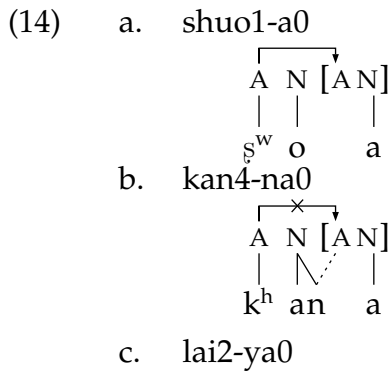 (14) a. shuo1-a0
A N [A N]
ʂʷ o a
b. kan4-na0
A N [A N]
kʰ an a
c. lai2-ya0